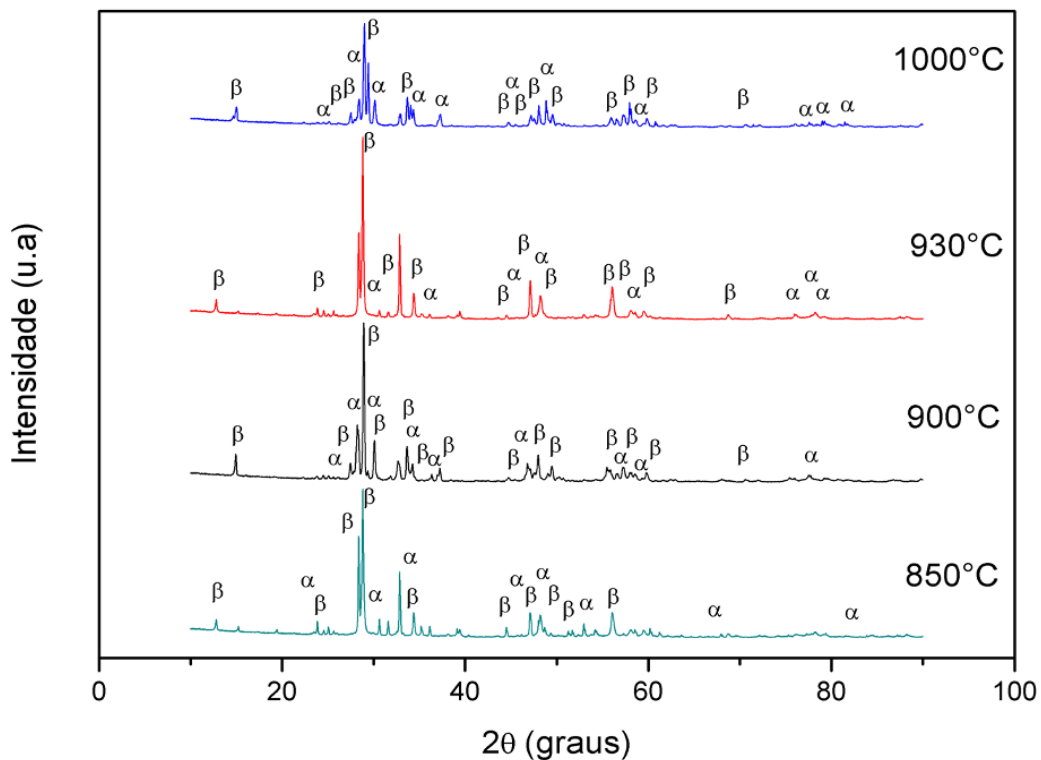 1000°C
β β β α β α β α α β α α β α β β α β β β α β β α α α
930°C
β β β α β β α β α β α β β β α β β α α α
900°C
β α β α β α β β α β α β β α β β β α β α β β α
850°C
β α β β β α α β β α β α β β α β α α
Intensidade (u.a)
0 20 40 60 80 100
2θ (graus)